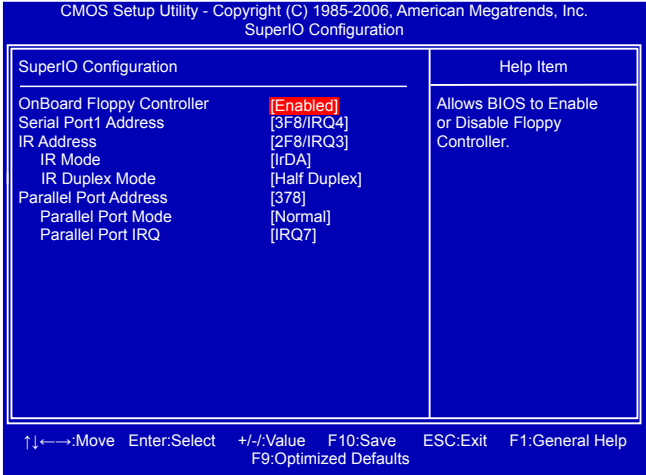 CMOS Setup Utility - Copyright (C) 1985-2006, American Megatrends, Inc.
SuperIO Configuration
SuperIO Configuration
Help Item
OnBoard Floppy Controller [Enabled]
Serial Port1 Address [3F8/IRQ4]
IR Address [2F8/IRQ3]
IR Mode [IrDA]
IR Duplex Mode [Half Duplex]
Parallel Port Address [378]
Parallel Port Mode [Normal]
Parallel Port IRQ [IRQ7]
Allows BIOS to Enable
or Disable Floppy
Controller.
↑↓←→:Move Enter:Select +/-/:Value F10:Save ESC:Exit F1:General Help
F9:Optimized Defaults